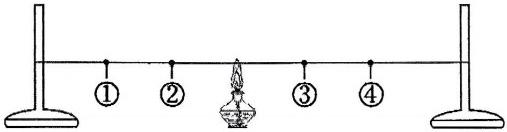 ① ② ③ ④